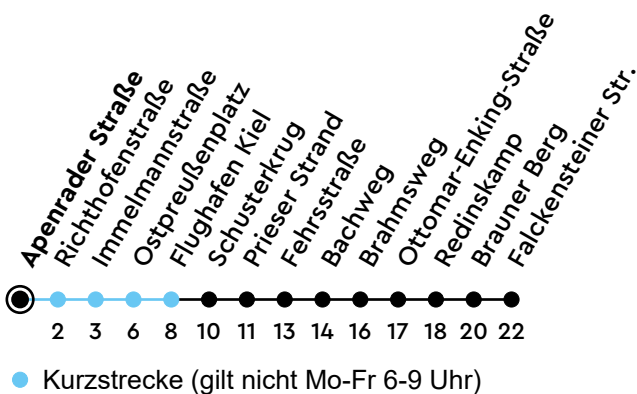 Apenrader Straße
Richthofenstraße
Immelmannstraße
Ostpreußenplatz
Flughafen Kiel
Schusterkrug
Prieser Strand
Fehrsstraße
Bachweg
Brahmsweg
Ottomar-Enking-Straße
Redinskamp
Brauner Berg
Falckensteiner Str.
2 3 6 8 10 11 13 14 16 17 18 20 22
Kurzstrecke (gilt nicht Mo-Fr 6-9 Uhr)